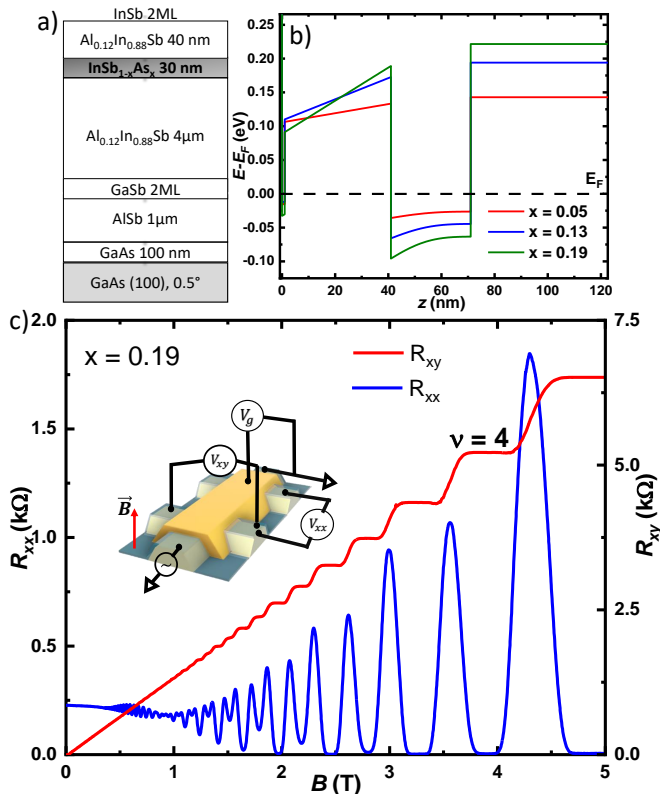 a)
InSb 2ML
Al0.12In0.88Sb 40 nm
InSb1-xAsx 30 nm
Al0.12In0.88Sb 4µm
GaSb 2ML
AlSb 1µm
GaAs 100 nm
GaAs (100), 0.5°
b)
E-EF (eV)
0.25
0.20
0.15
0.10
0.05
0.00
-0.05
-0.10
EF
x = 0.05
x = 0.13
x = 0.19
0 20 40 60 80 100 120
z (nm)
c)
2.0
1.5
1.0
0.5
0.0
Rxx (kΩ)
x = 0.19
Rxy
Rxx
ν = 4
Vg
Vxy
Vxx
B
~
7.5
5.0
2.5
0.0
Rxy (kΩ)
0 1 2 3 4 5
B (T)